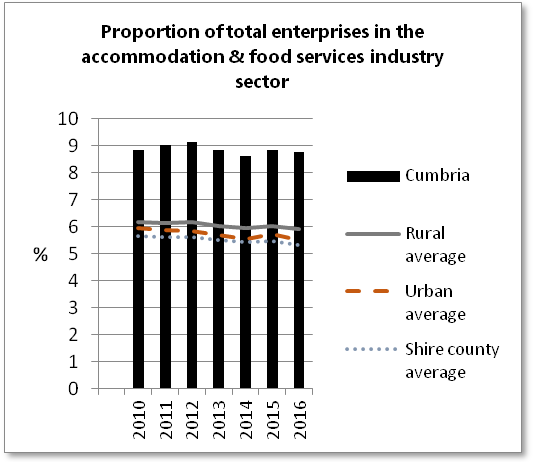 Proportion of total enterprises in the
accommodation & food services industry
sector
10
9
8
7
6
5
4
3
2
1
0
%
2010
2011
2012
2013
2014
2015
2016
Cumbria
Rural
average
Urban
average
Shire county
average